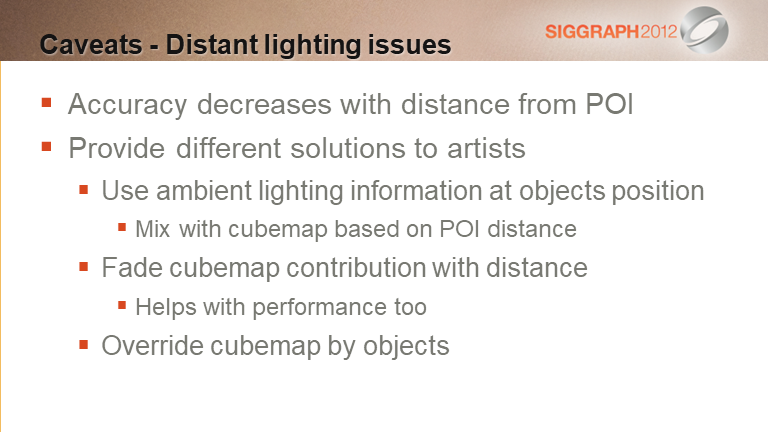 Caveats - Distant lighting issues
SIGGRAPH2012
Accuracy decreases with distance from POI
Provide different solutions to artists
Use ambient lighting information at objects position
Mix with cubemap based on POI distance
Fade cubemap contribution with distance
Helps with performance too
Override cubemap by objects